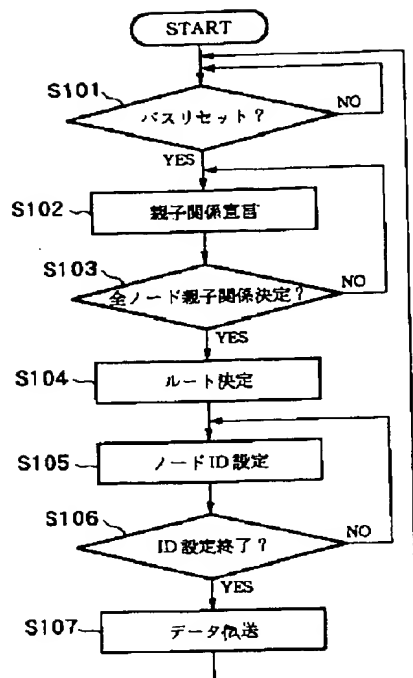 START
S101
バスリセット?
NO
YES
S102
親子関係宣言
S103
全ノード親子関係決定?
NO
YES
S104
ルート決定
S105
ノードID設定
S106
ID設定終了?
NO
YES
S107
データ伝送